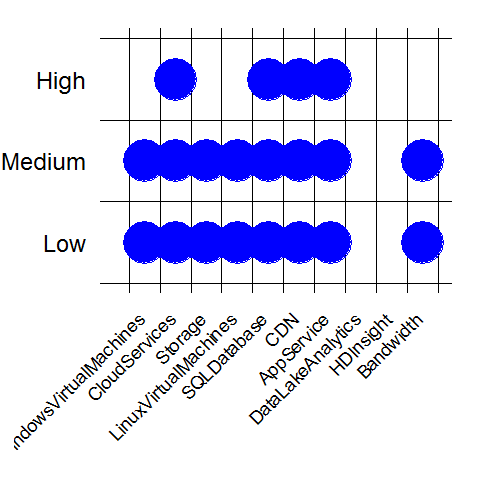 High
Medium
Low
ndowsVirtualMachines
CloudServices
Storage
LinuxVirtualMachines
SQLDatabase
CDN
AppService
DataLakeAnalytics
HDInsight
Bandwidth